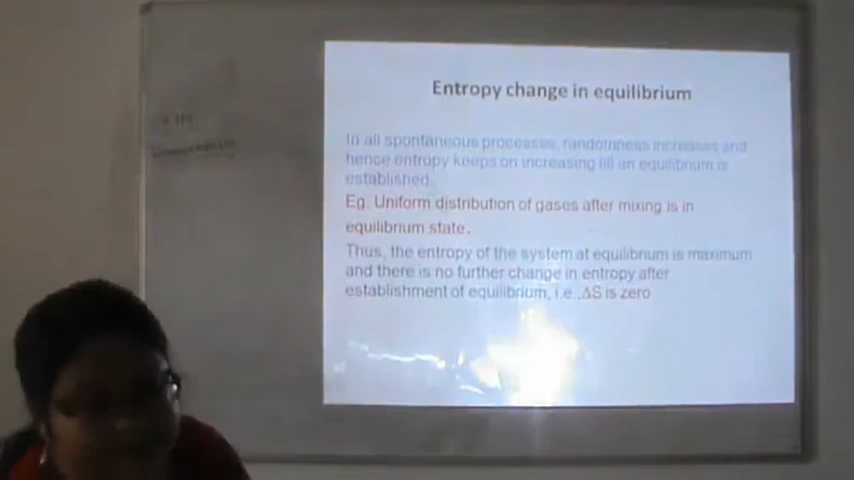 Entropy change in equilibrium
In all spontaneous processes, randomness increases and
hence entropy keeps on increasing till an equilibrium is
established.
Eg. Uniform distribution of gases after mixing is in
equilibrium state.
Thus, the entropy of the system at equilibrium is maximum
and there is no further change in entropy after
establishment of equilibrium, i.e.,ΔS is zero